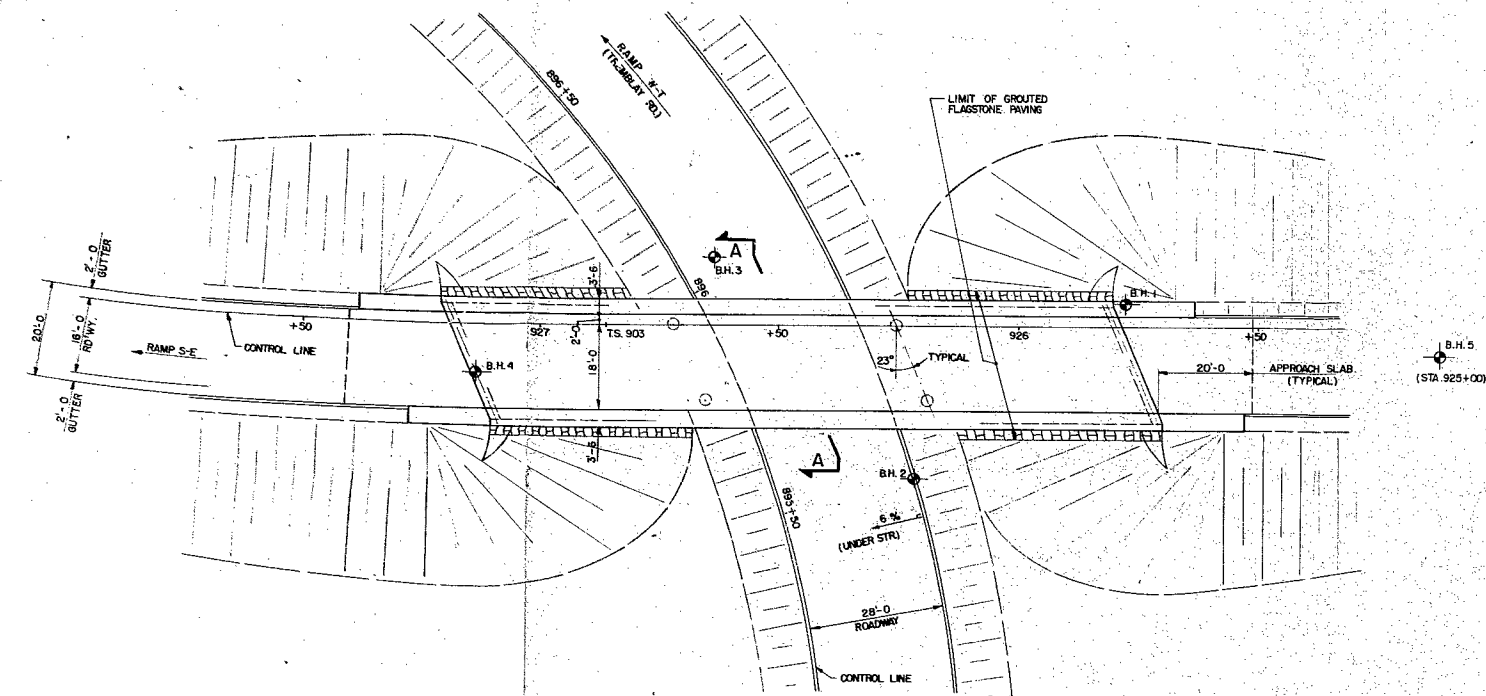 RAMP W-T
(TREMBLAY RD.)
896+50
LIMIT OF GROUTED
FLAGSTONE PAVING
A
B.H.3
896
3'-6
B.H.1
2'-0
GUTTER
20'-0
16'-0
RD'WY.
+50
CONTROL LINE
RAMP S-E
927
T.S. 903
2'-0
18'-0
+50
926
+50
23°
TYPICAL
B.H.4
20'-0
APPROACH SLAB
(TYPICAL)
B.H.5
(STA. 925+00)
2'-0
GUTTER
3'-6
A
B.H. 2
895+50
6 %
(UNDER STR)
28'-0
ROADWAY
CONTROL LINE